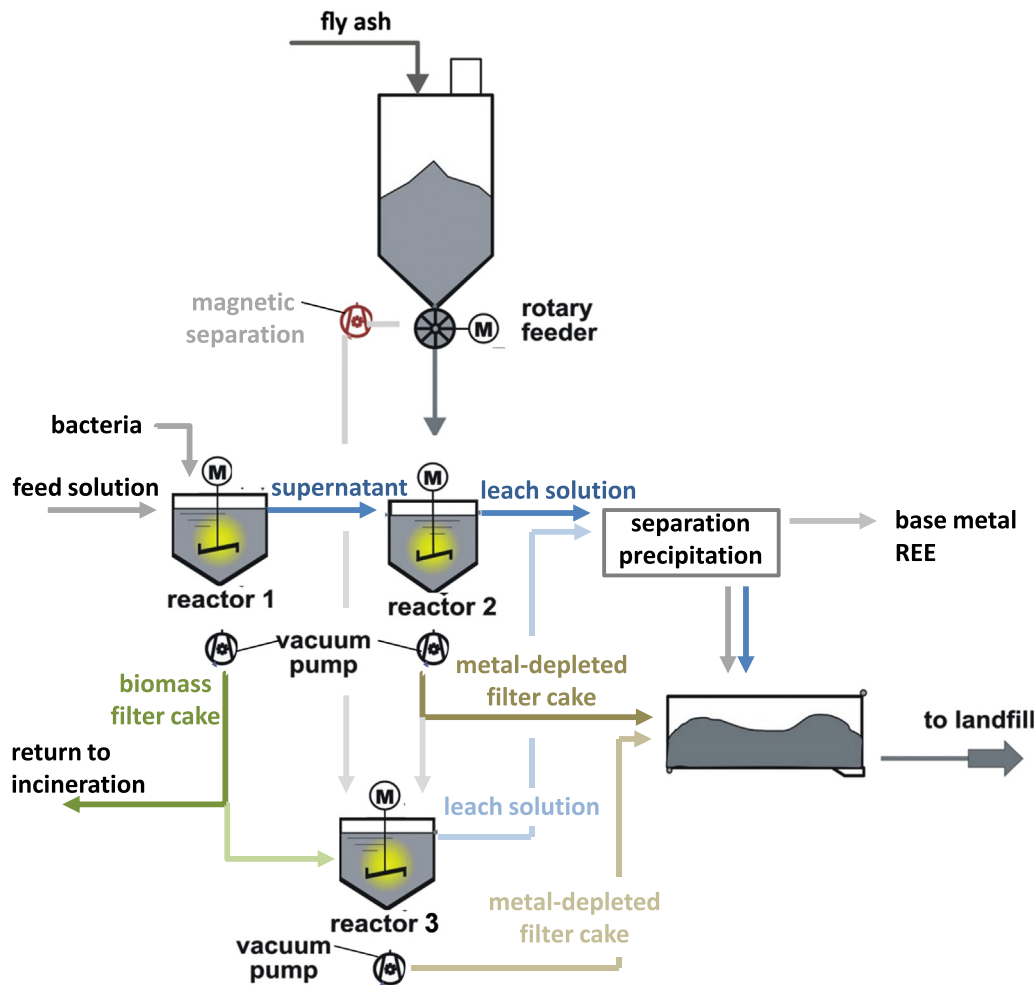 fly ash
magnetic
separation
M
rotary
feeder
bacteria
feed solution
M
supernatant
M
leach solution
separation
precipitation
base metal
REE
reactor 1
reactor 2
vacuum
pump
biomass
filter cake
metal-depleted
filter cake
return to
incineration
to landfill
M
leach solution
reactor 3
metal-depleted
filter cake
vacuum
pump